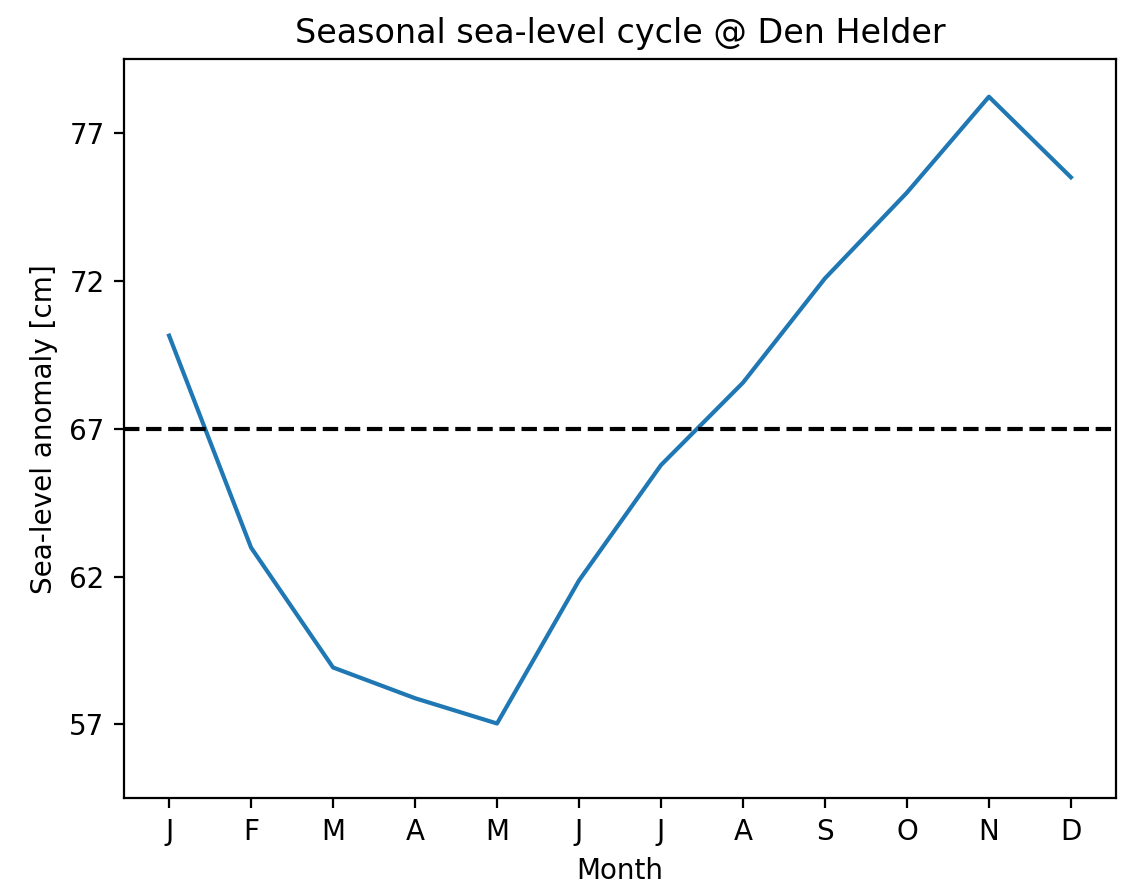 Seasonal sea-level cycle @ Den Helder
Sea-level anomaly [cm]
77
72
67
62
57
J F M A M J J A S O N D
Month